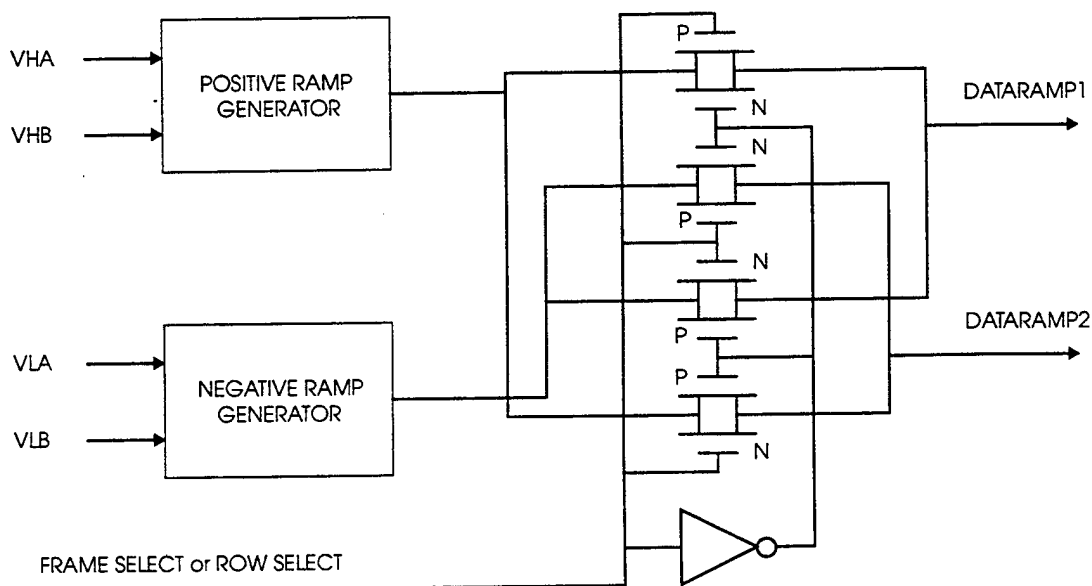 VHA
VHB
POSITIVE RAMP
GENERATOR
P
N
DATARAMP1
N
P
N
P
DATARAMP2
P
N
VLA
VLB
NEGATIVE RAMP
GENERATOR
FRAME SELECT or ROW SELECT